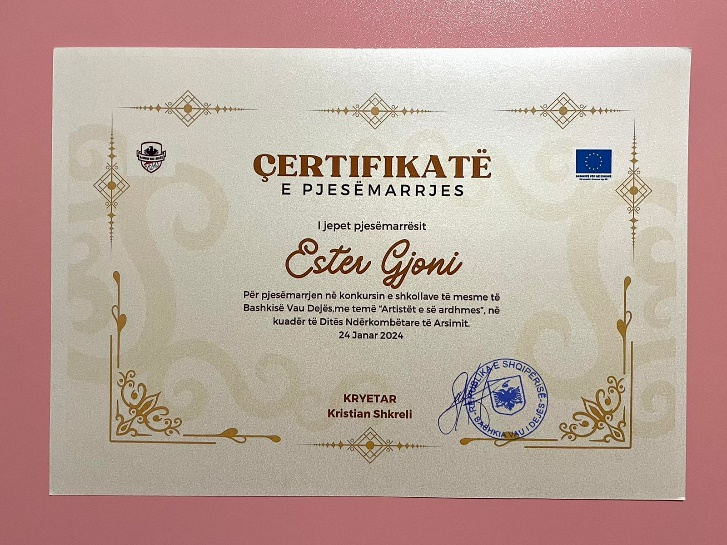 ÇERTIFIKATË
E PJESËMARRJES
I jepet pjesëmarrësit
Ester Gjoni
Për pjesëmarrjen në konkursin e shkollave të mesme të
Bashkisë Vau Dejës,me temë "Artistët e së ardhmes", në
kuadër të Ditës Ndërkombëtare të Arsimit.
24 Janar 2024
KRYETAR
Kristian Shkreli
REPUBLIKA E SHQIPËRISË
BASHKIA VAU I DEJËS